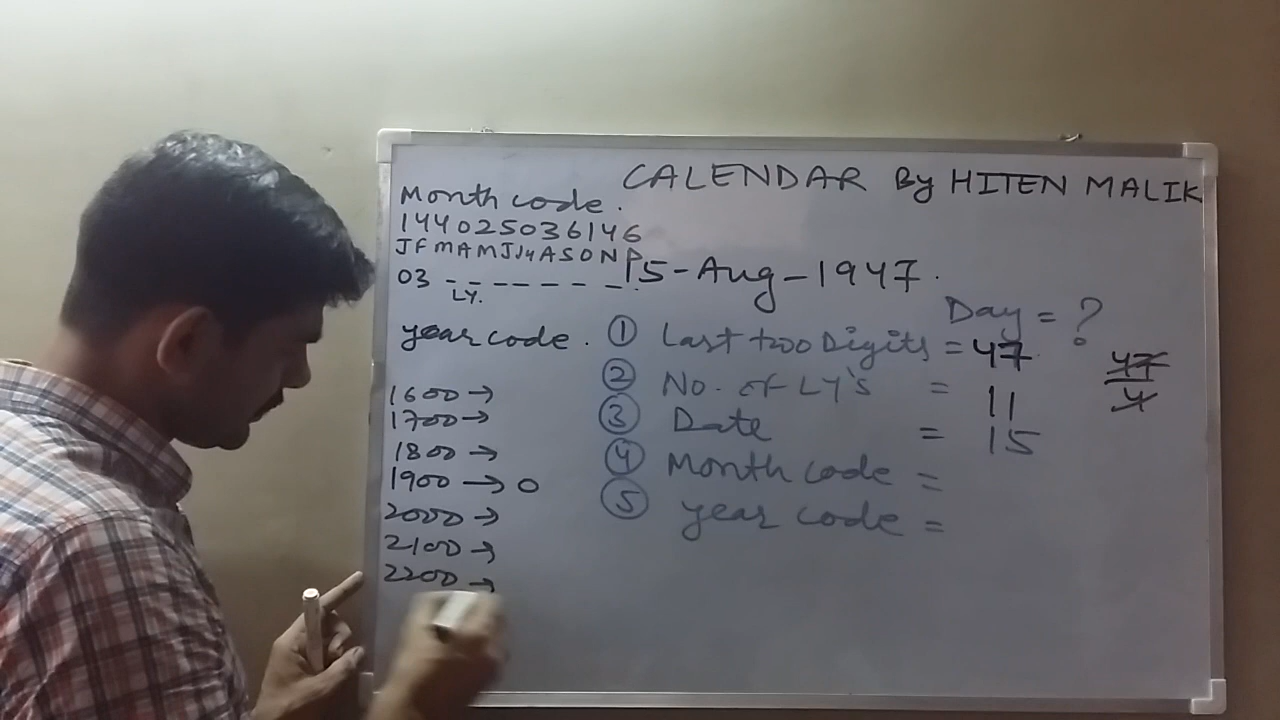 CALENDAR By HITEN MALIK
Month code.
144025036146
JFMAMJJyASOND
03 - - - - - - -
LY.
15-Aug-1947.
Day = ?
year code.
1600 →
1700 →
1800 →
1900 → 0
2000 →
2100 →
2200 →
① Last two Digits = 47
② No. of LY's = 11
③ Date = 15
④ Month code =
⑤ year code =
47
4